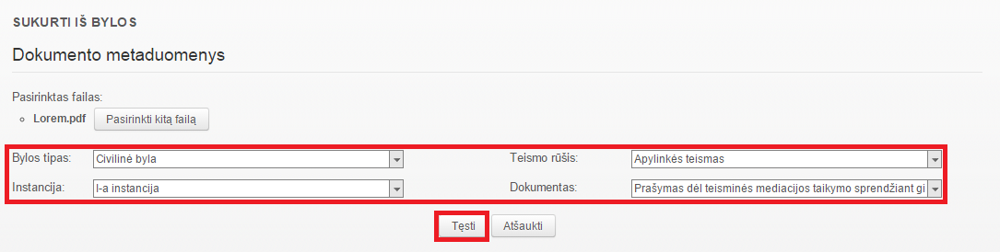 SUKURTI IŠ BYLOS
Dokumento metaduomenys
Pasirinktas failas:
Lorem.pdf Pasirinkti kitą failą
Bylos tipas: Civilinė byla Teismo rūšis: Apylinkės teismas
Instancija: I-a instancija Dokumentas: Prašymas dėl teisminės mediacijos taikymo sprendžiant gi
Tęsti Atšaukti